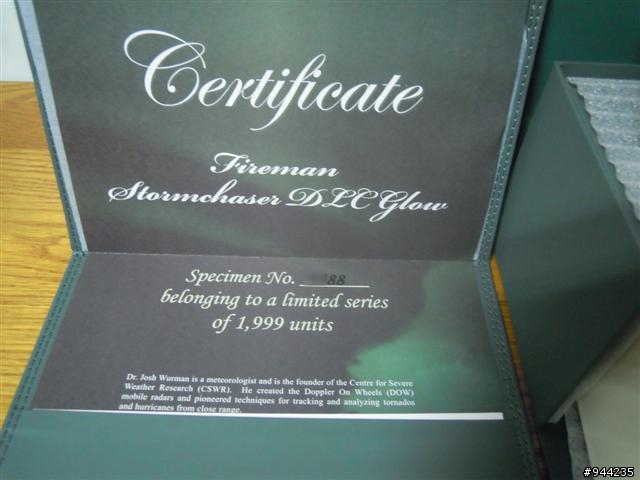 Certificate
Fireman
Stormchaser DLC Glow
Specimen No. 88
belonging to a limited series
of 1,999 units
Dr. Josh Wurman is a meteorologist and is the founder of the Centre for Severe
Weather Research (CSWR). He created the Doppler On Wheels (DOW)
mobile radars and pioneered techniques for tracking and analyzing tornados
and hurricanes from close range.
#944235